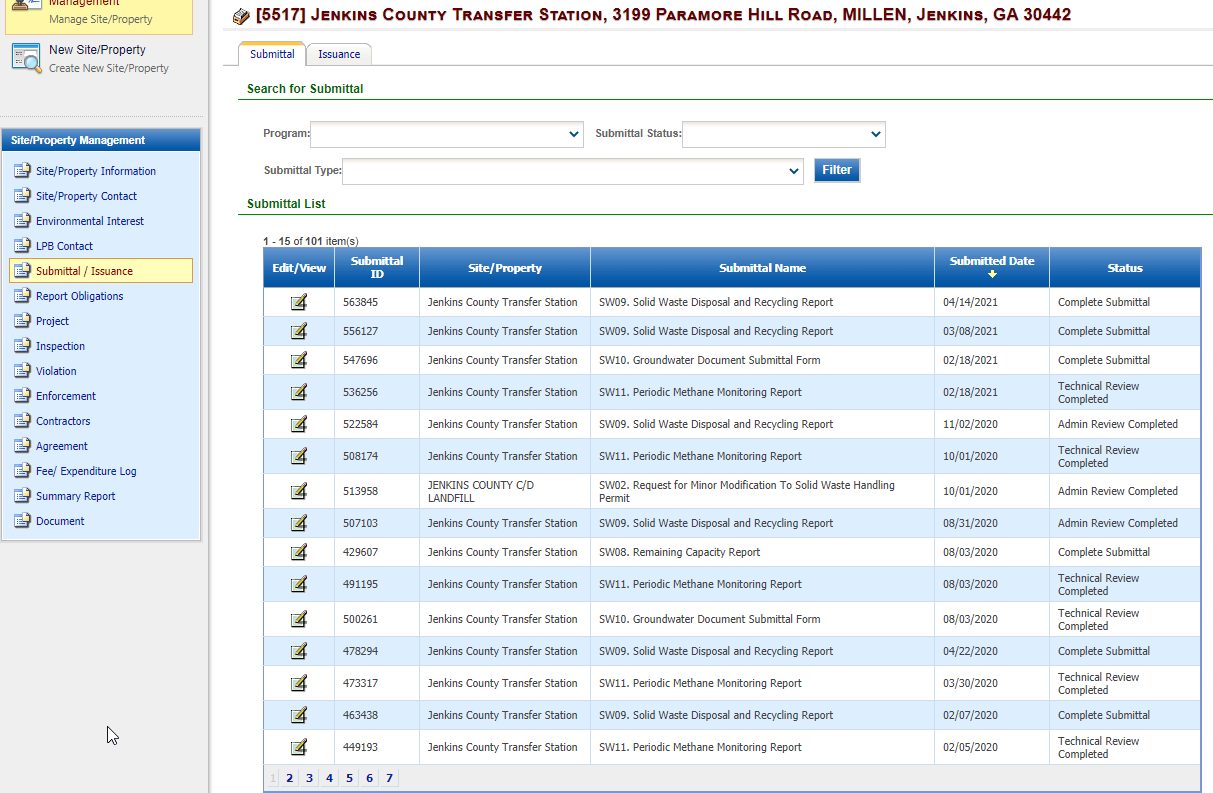 Management
Manage Site/Property
New Site/Property
Create New Site/Property
Site/Property Management
Site/Property Information
Site/Property Contact
Environmental Interest
LPB Contact
Submittal / Issuance
Report Obligations
Project
Inspection
Violation
Enforcement
Contractors
Agreement
Fee/ Expenditure Log
Summary Report
Document
[5517] Jenkins County Transfer Station, 3199 Paramore Hill Road, MILLEN, Jenkins, GA 30442
Submittal Issuance
Search for Submittal
Program: Submittal Status:
Submittal Type: Filter
Submittal List
1 - 15 of 101 item(s)
Edit/View Submittal ID Site/Property Submittal Name Submitted Date Status
563845 Jenkins County Transfer Station SW09. Solid Waste Disposal and Recycling Report 04/14/2021 Complete Submittal
556127 Jenkins County Transfer Station SW09. Solid Waste Disposal and Recycling Report 03/08/2021 Complete Submittal
547696 Jenkins County Transfer Station SW10. Groundwater Document Submittal Form 02/18/2021 Complete Submittal
536256 Jenkins County Transfer Station SW11. Periodic Methane Monitoring Report 02/18/2021 Technical Review Completed
522584 Jenkins County Transfer Station SW09. Solid Waste Disposal and Recycling Report 11/02/2020 Admin Review Completed
508174 Jenkins County Transfer Station SW11. Periodic Methane Monitoring Report 10/01/2020 Technical Review Completed
513958 JENKINS COUNTY C/D LANDFILL SW02. Request for Minor Modification To Solid Waste Handling Permit 10/01/2020 Admin Review Completed
507103 Jenkins County Transfer Station SW09. Solid Waste Disposal and Recycling Report 08/31/2020 Admin Review Completed
429607 Jenkins County Transfer Station SW08. Remaining Capacity Report 08/03/2020 Complete Submittal
491195 Jenkins County Transfer Station SW11. Periodic Methane Monitoring Report 08/03/2020 Technical Review Completed
500261 Jenkins County Transfer Station SW10. Groundwater Document Submittal Form 08/03/2020 Technical Review Completed
478294 Jenkins County Transfer Station SW09. Solid Waste Disposal and Recycling Report 04/22/2020 Complete Submittal
473317 Jenkins County Transfer Station SW11. Periodic Methane Monitoring Report 03/30/2020 Technical Review Completed
463438 Jenkins County Transfer Station SW09. Solid Waste Disposal and Recycling Report 02/07/2020 Complete Submittal
449193 Jenkins County Transfer Station SW11. Periodic Methane Monitoring Report 02/05/2020 Technical Review Completed
1 2 3 4 5 6 7